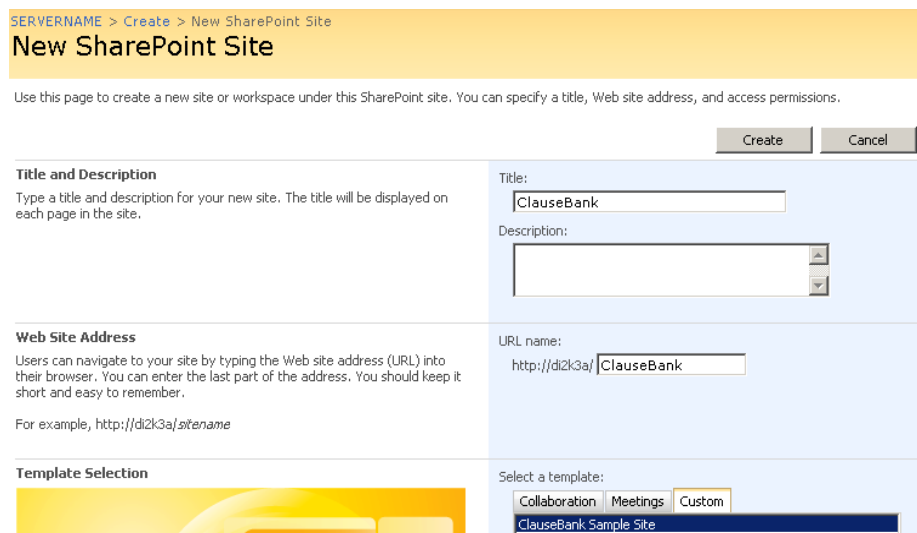 SERVERNAME > Create > New SharePoint Site
New SharePoint Site
Use this page to create a new site or workspace under this SharePoint site. You can specify a title, Web site address, and access permissions.
Create Cancel
Title and Description
Type a title and description for your new site. The title will be displayed on
each page in the site.
Title:
ClauseBank
Description:
Web Site Address
Users can navigate to your site by typing the Web site address (URL) into
their browser. You can enter the last part of the address. You should keep it
short and easy to remember.
For example, http://di2k3a/sitename
URL name:
http://di2k3a/ ClauseBank
Template Selection
Select a template:
Collaboration Meetings Custom
ClauseBank Sample Site